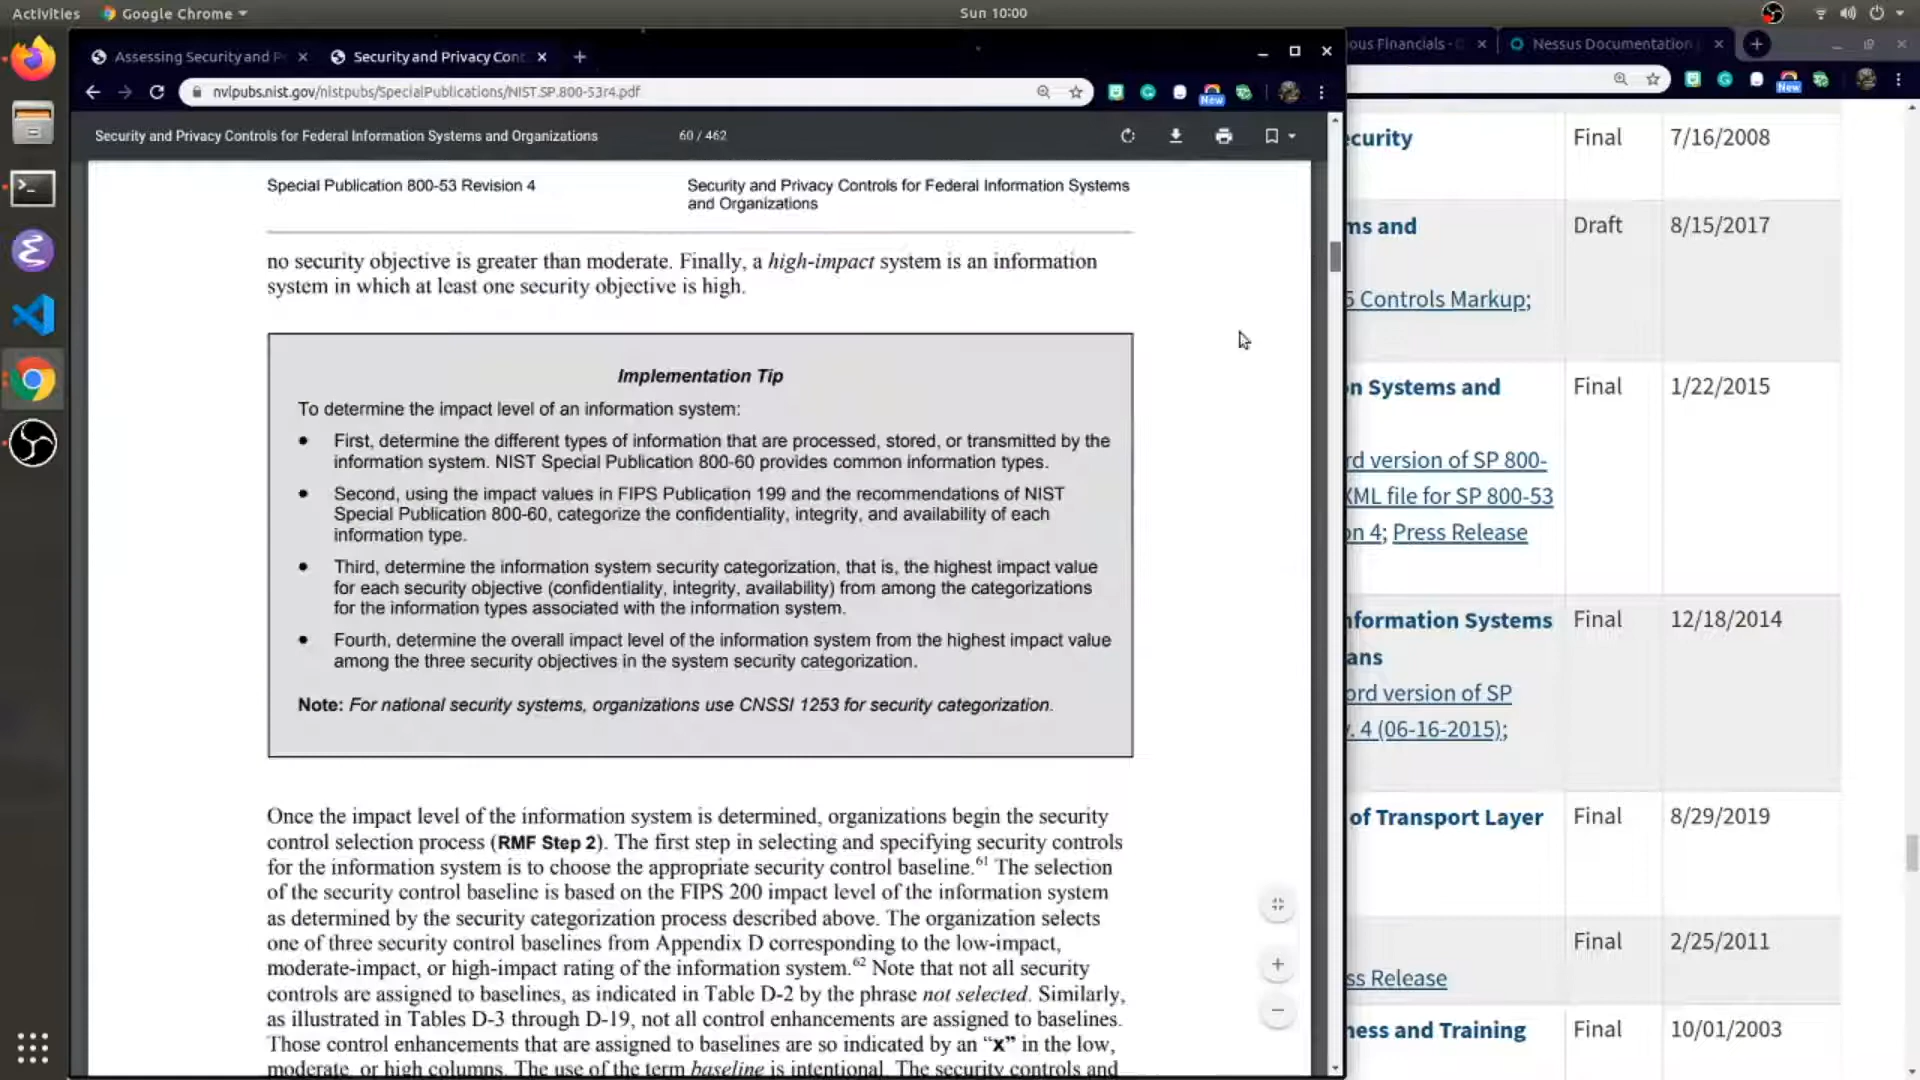 Activities
Google Chrome
Sun 10:00
Assessing Security and P
Security and Privacy Cont
nvlpubs.nist.gov/nistpubs/SpecialPublications/NIST.SP.800-53r4.pdf
New
Security and Privacy Controls for Federal Information Systems and Organizations
60 / 462
Special Publication 800-53 Revision 4
Security and Privacy Controls for Federal Information Systems
and Organizations
no security objective is greater than moderate. Finally, a high-impact system is an information
system in which at least one security objective is high.
Implementation Tip
To determine the impact level of an information system:
• First, determine the different types of information that are processed, stored, or transmitted by the
information system. NIST Special Publication 800-60 provides common information types.
• Second, using the impact values in FIPS Publication 199 and the recommendations of NIST
Special Publication 800-60, categorize the confidentiality, integrity, and availability of each
information type.
• Third, determine the information system security categorization, that is, the highest impact value
for each security objective (confidentiality, integrity, availability) from among the categorizations
for the information types associated with the information system.
• Fourth, determine the overall impact level of the information system from the highest impact value
among the three security objectives in the system security categorization.
Note: For national security systems, organizations use CNSSI 1253 for security categorization.
Once the impact level of the information system is determined, organizations begin the security
control selection process (RMF Step 2). The first step in selecting and specifying security controls
for the information system is to choose the appropriate security control baseline.61 The selection
of the security control baseline is based on the FIPS 200 impact level of the information system
as determined by the security categorization process described above. The organization selects
one of three security control baselines from Appendix D corresponding to the low-impact,
moderate-impact, or high-impact rating of the information system.62 Note that not all security
controls are assigned to baselines, as indicated in Table D-2 by the phrase not selected. Similarly,
as illustrated in Tables D-3 through D-19, not all control enhancements are assigned to baselines.
Those control enhancements that are assigned to baselines are so indicated by an “x” in the low,
moderate, or high columns. The use of the term baseline is intentional. The security controls and
ous Financials -
Nessus Documentation
New
ecurity
Final
7/16/2008
ms and
Draft
8/15/2017
5 Controls Markup;
n Systems and
Final
1/22/2015
rd version of SP 800-
XML file for SP 800-53
on 4; Press Release
nformation Systems
Final
12/18/2014
ans
ord version of SP
. 4 (06-16-2015);
of Transport Layer
Final
8/29/2019
Final
2/25/2011
ss Release
ness and Training
Final
10/01/2003